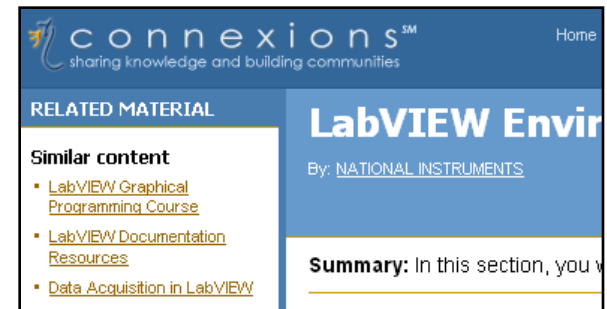 connexions℠
sharing knowledge and building communities
Home
RELATED MATERIAL
Similar content
▪ LabVIEW Graphical
Programming Course
▪ LabVIEW Documentation
Resources
▪ Data Acquisition in LabVIEW
LabVIEW Envir
By: NATIONAL INSTRUMENTS
Summary: In this section, you